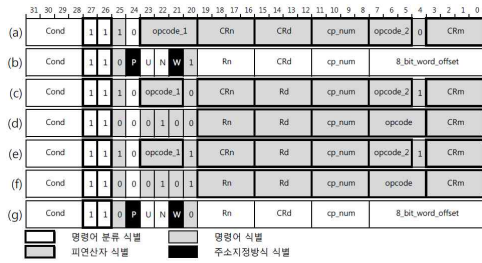 31 30 29 28 27 26 25 24 23 22 21 20 19 18 17 16 15 14 13 12 11 10 9 8 7 6 5 4 3 2 1 0
(a) Cond 1 1 1 0 opcode_1 CRn CRd cp_num opcode_2 0 CRm
(b) Cond 1 1 0 P U N W 1 Rn CRd cp_num 8_bit_word_offset
(c) Cond 1 1 1 0 opcode_1 0 CRn Rd cp_num opcode_2 1 CRm
(d) Cond 1 1 0 0 0 1 0 0 Rn Rd cp_num opcode CRm
(e) Cond 1 1 1 0 opcode_1 1 CRn Rd cp_num opcode_2 1 CRm
(f) Cond 1 1 0 0 0 1 0 1 Rn Rd cp_num opcode CRm
(g) Cond 1 1 0 P U N W 0 Rn CRd cp_num 8_bit_word_offset
명령어 분류 식별 명령어 식별
피연산자 식별 주소지정방식 식별